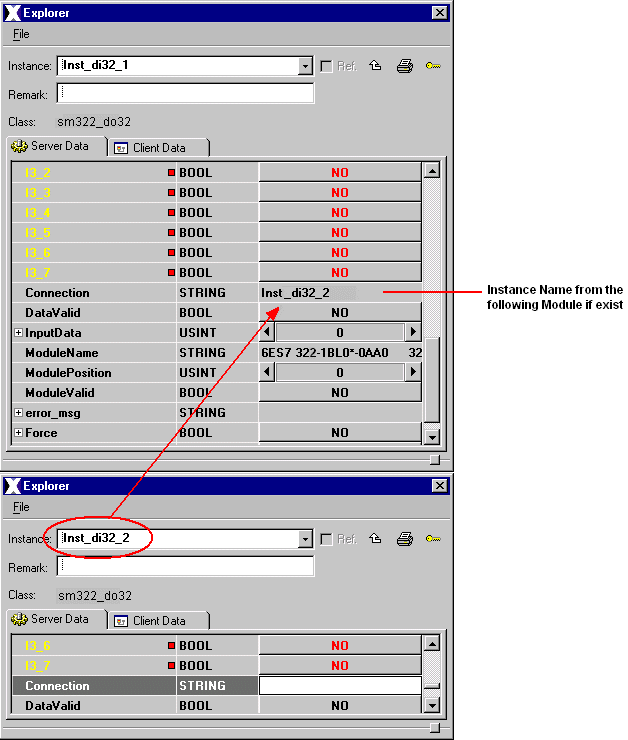 Explorer
File
Instance: Inst_di32_1 Ref.
Remark:
Class: sm322_do32
Server Data Client Data
I3_2 BOOL NO
I3_3 BOOL NO
I3_4 BOOL NO
I3_5 BOOL NO
I3_6 BOOL NO
I3_7 BOOL NO
Connection STRING Inst_di32_2
Instance Name from the
following Module if exist
DataValid BOOL NO
InputData USINT 0
ModuleName STRING 6ES7 322-1BL0*-0AA0 32
ModulePosition USINT 0
ModuleValid BOOL NO
error_msg STRING
Force BOOL NO
Explorer
File
Instance: Inst_di32_2 Ref.
Remark:
Class: sm322_do32
Server Data Client Data
I3_6 BOOL NO
I3_7 BOOL NO
Connection STRING
DataValid BOOL NO